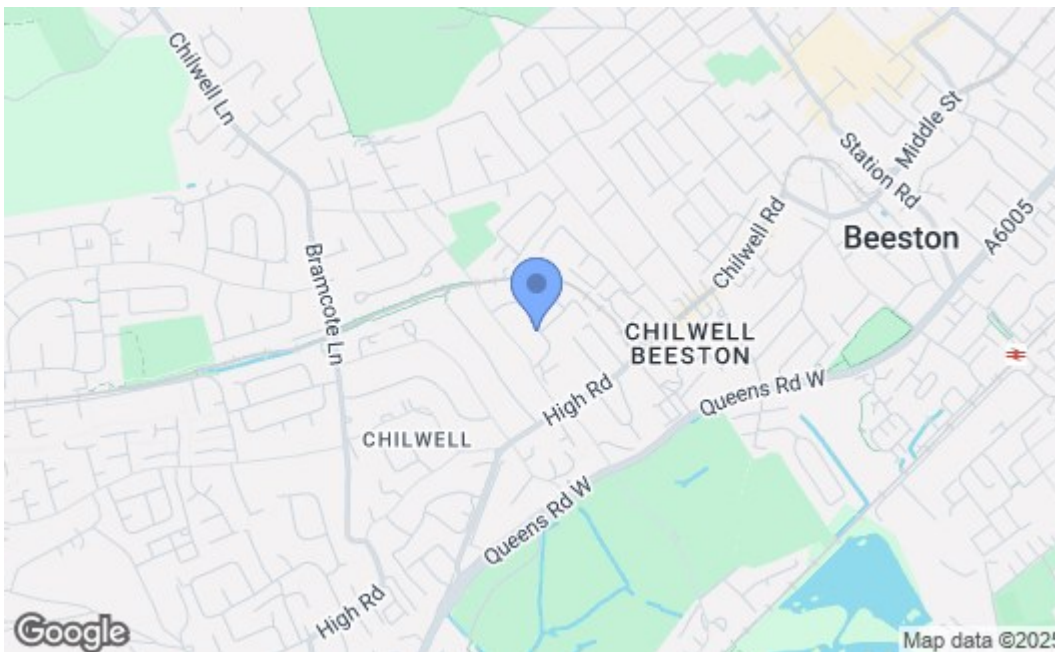 Chilwell Ln
Middle St
Station Rd
A6005
Chilwell Rd
Beeston
Bramcote Ln
CHILWELL
BEESTON
Queens Rd W
High Rd
CHILWELL
Queens Rd W
High Rd
Google
Map data ©2025